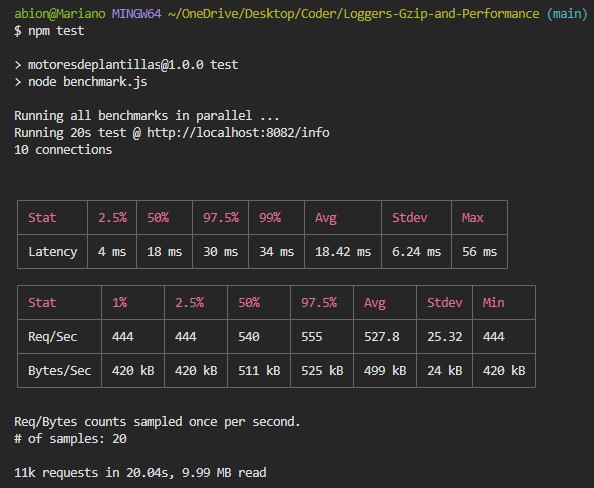 abion@Mariano MINGW64 ~/OneDrive/Desktop/Coder/Loggers-Gzip-and-Performance (main)
$ npm test
> motoresdeplantillas@1.0.0 test
> node benchmark.js
Running all benchmarks in parallel ...
Running 20s test @ http://localhost:8082/info
10 connections
Stat 2.5% 50% 97.5% 99% Avg Stdev Max
Latency 4 ms 18 ms 30 ms 34 ms 18.42 ms 6.24 ms 56 ms
Stat 1% 2.5% 50% 97.5% Avg Stdev Min
Req/Sec 444 444 540 555 527.8 25.32 444
Bytes/Sec 420 kB 420 kB 511 kB 525 kB 499 kB 24 kB 420 kB
Req/Bytes counts sampled once per second.
# of samples: 20
11k requests in 20.04s, 9.99 MB read